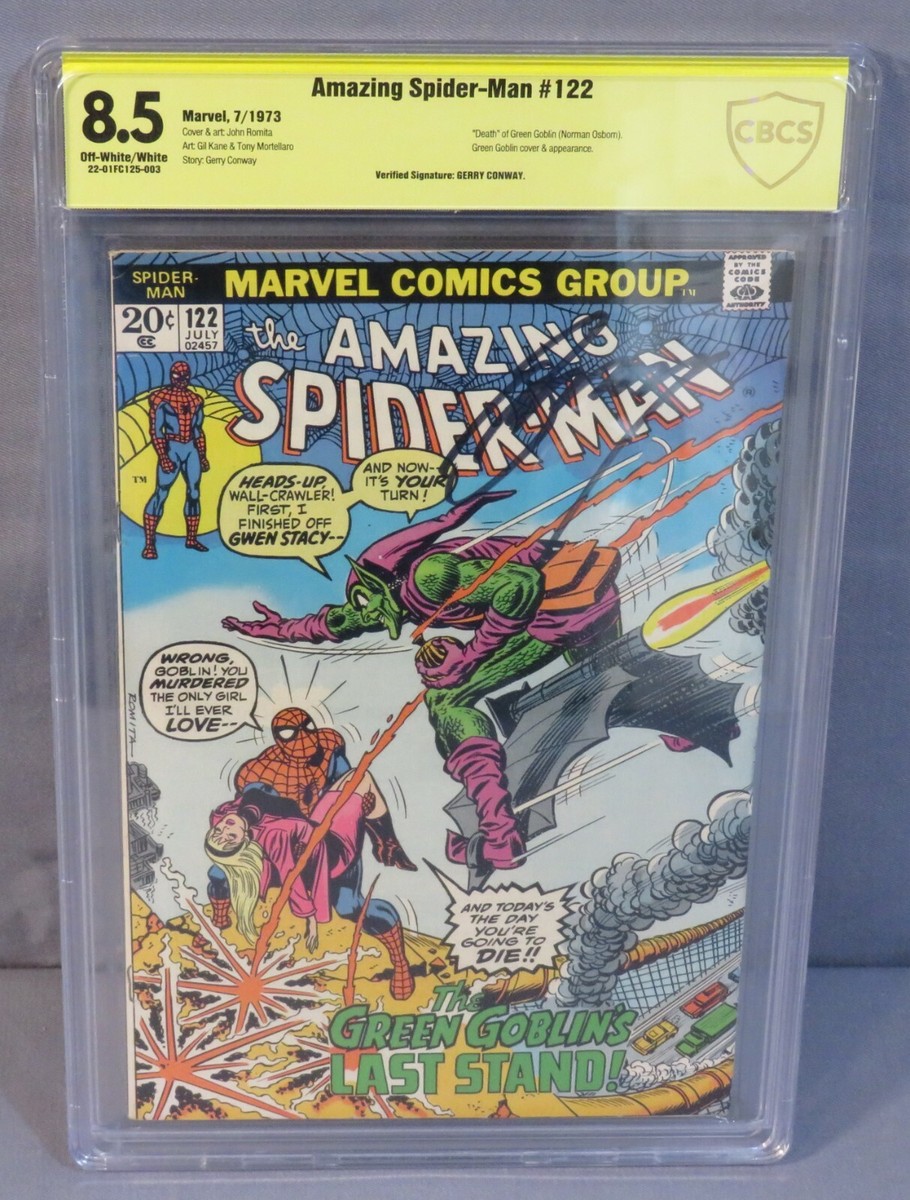 Amazing Spider-Man #122
8.5
Off-White/White
22-01FC125-003
Marvel, 7/1973
Cover & art: John Romita
Art: Gil Kane & Tony Mortellaro
Story: Gerry Conway
"Death" of Green Goblin (Norman Osborn).
Green Goblin cover & appearance.
Verified Signature: GERRY CONWAY.
CBCS
SPIDER-
MAN
MARVEL COMICS GROUP
TM
APPROVED
BY THE
COMICS
CODE
AUTHORITY
20¢
CC
122
JULY
02457
the AMAZING
SPIDER-MAN
®
TM
HEADS-UP,
WALL-CRAWLER!
FIRST, I
FINISHED OFF
GWEN STACY--
AND NOW--
IT'S YOUR
TURN!
WRONG,
GOBLIN! YOU
MURDERED
THE ONLY GIRL
I'LL EVER
LOVE--
ROMITA
AND TODAY'S
THE DAY
YOU'RE
GOING TO
DIE!!
The
GREEN GOBLIN'S
LAST STAND!